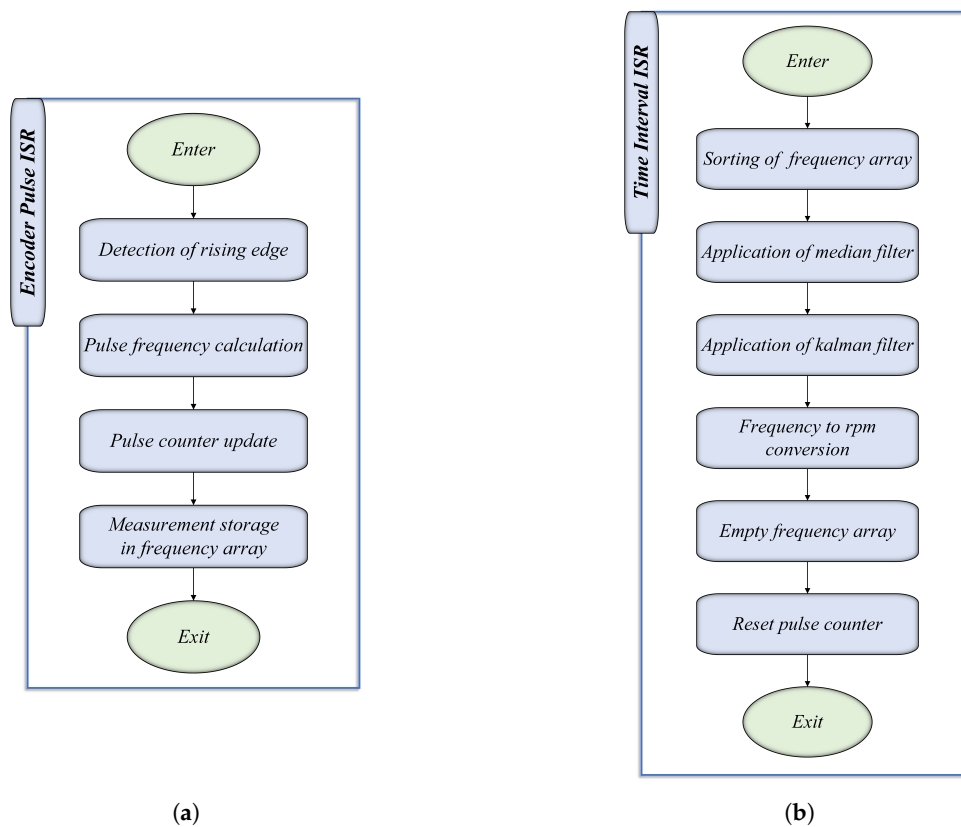 Encoder Pulse ISR
Enter
Detection of rising edge
Pulse frequency calculation
Pulse counter update
Measurement storage
in frequency array
Exit
(a)
Time Interval ISR
Enter
Sorting of frequency array
Application of median filter
Application of kalman filter
Frequency to rpm
conversion
Empty frequency array
Reset pulse counter
Exit
(b)